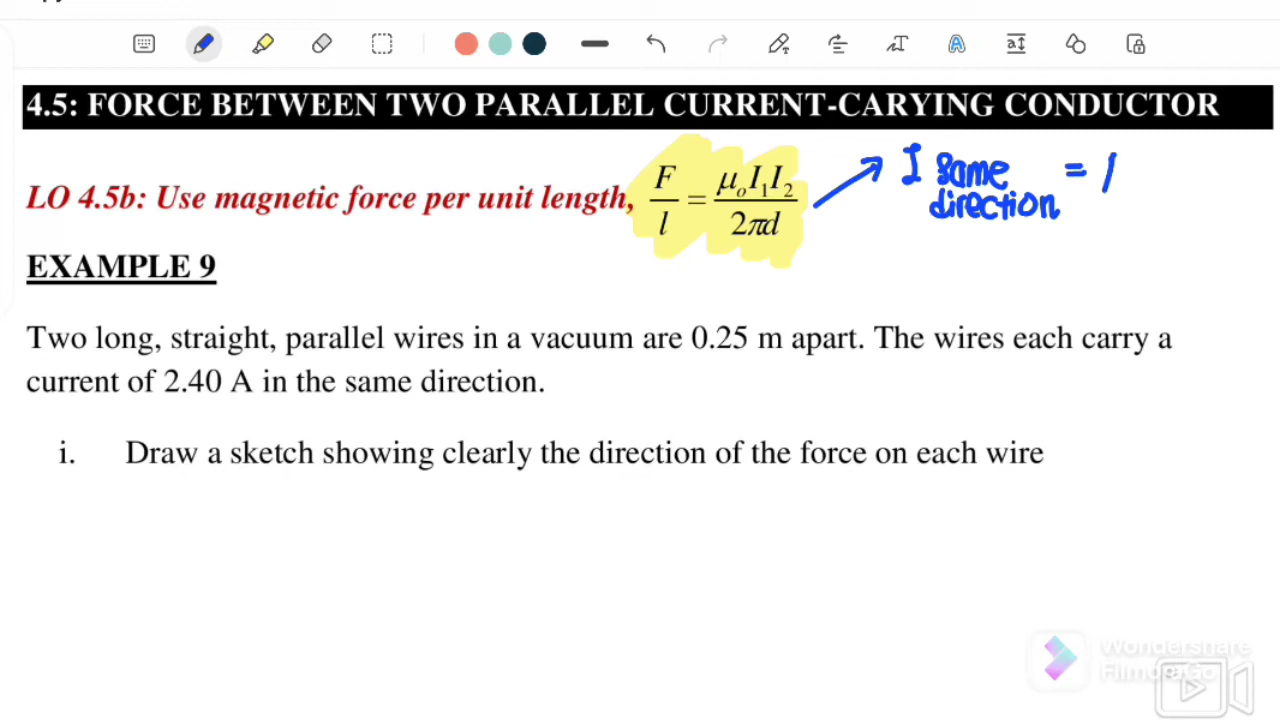 4.5: FORCE BETWEEN TWO PARALLEL CURRENT-CARYING CONDUCTOR
LO 4.5b: Use magnetic force per unit length, F/l = μₒI₁I₂/2πd
I same direction =
EXAMPLE 9
Two long, straight, parallel wires in a vacuum are 0.25 m apart. The wires each carry a
current of 2.40 A in the same direction.
i. Draw a sketch showing clearly the direction of the force on each wire
Wondershare
FilmoraGo